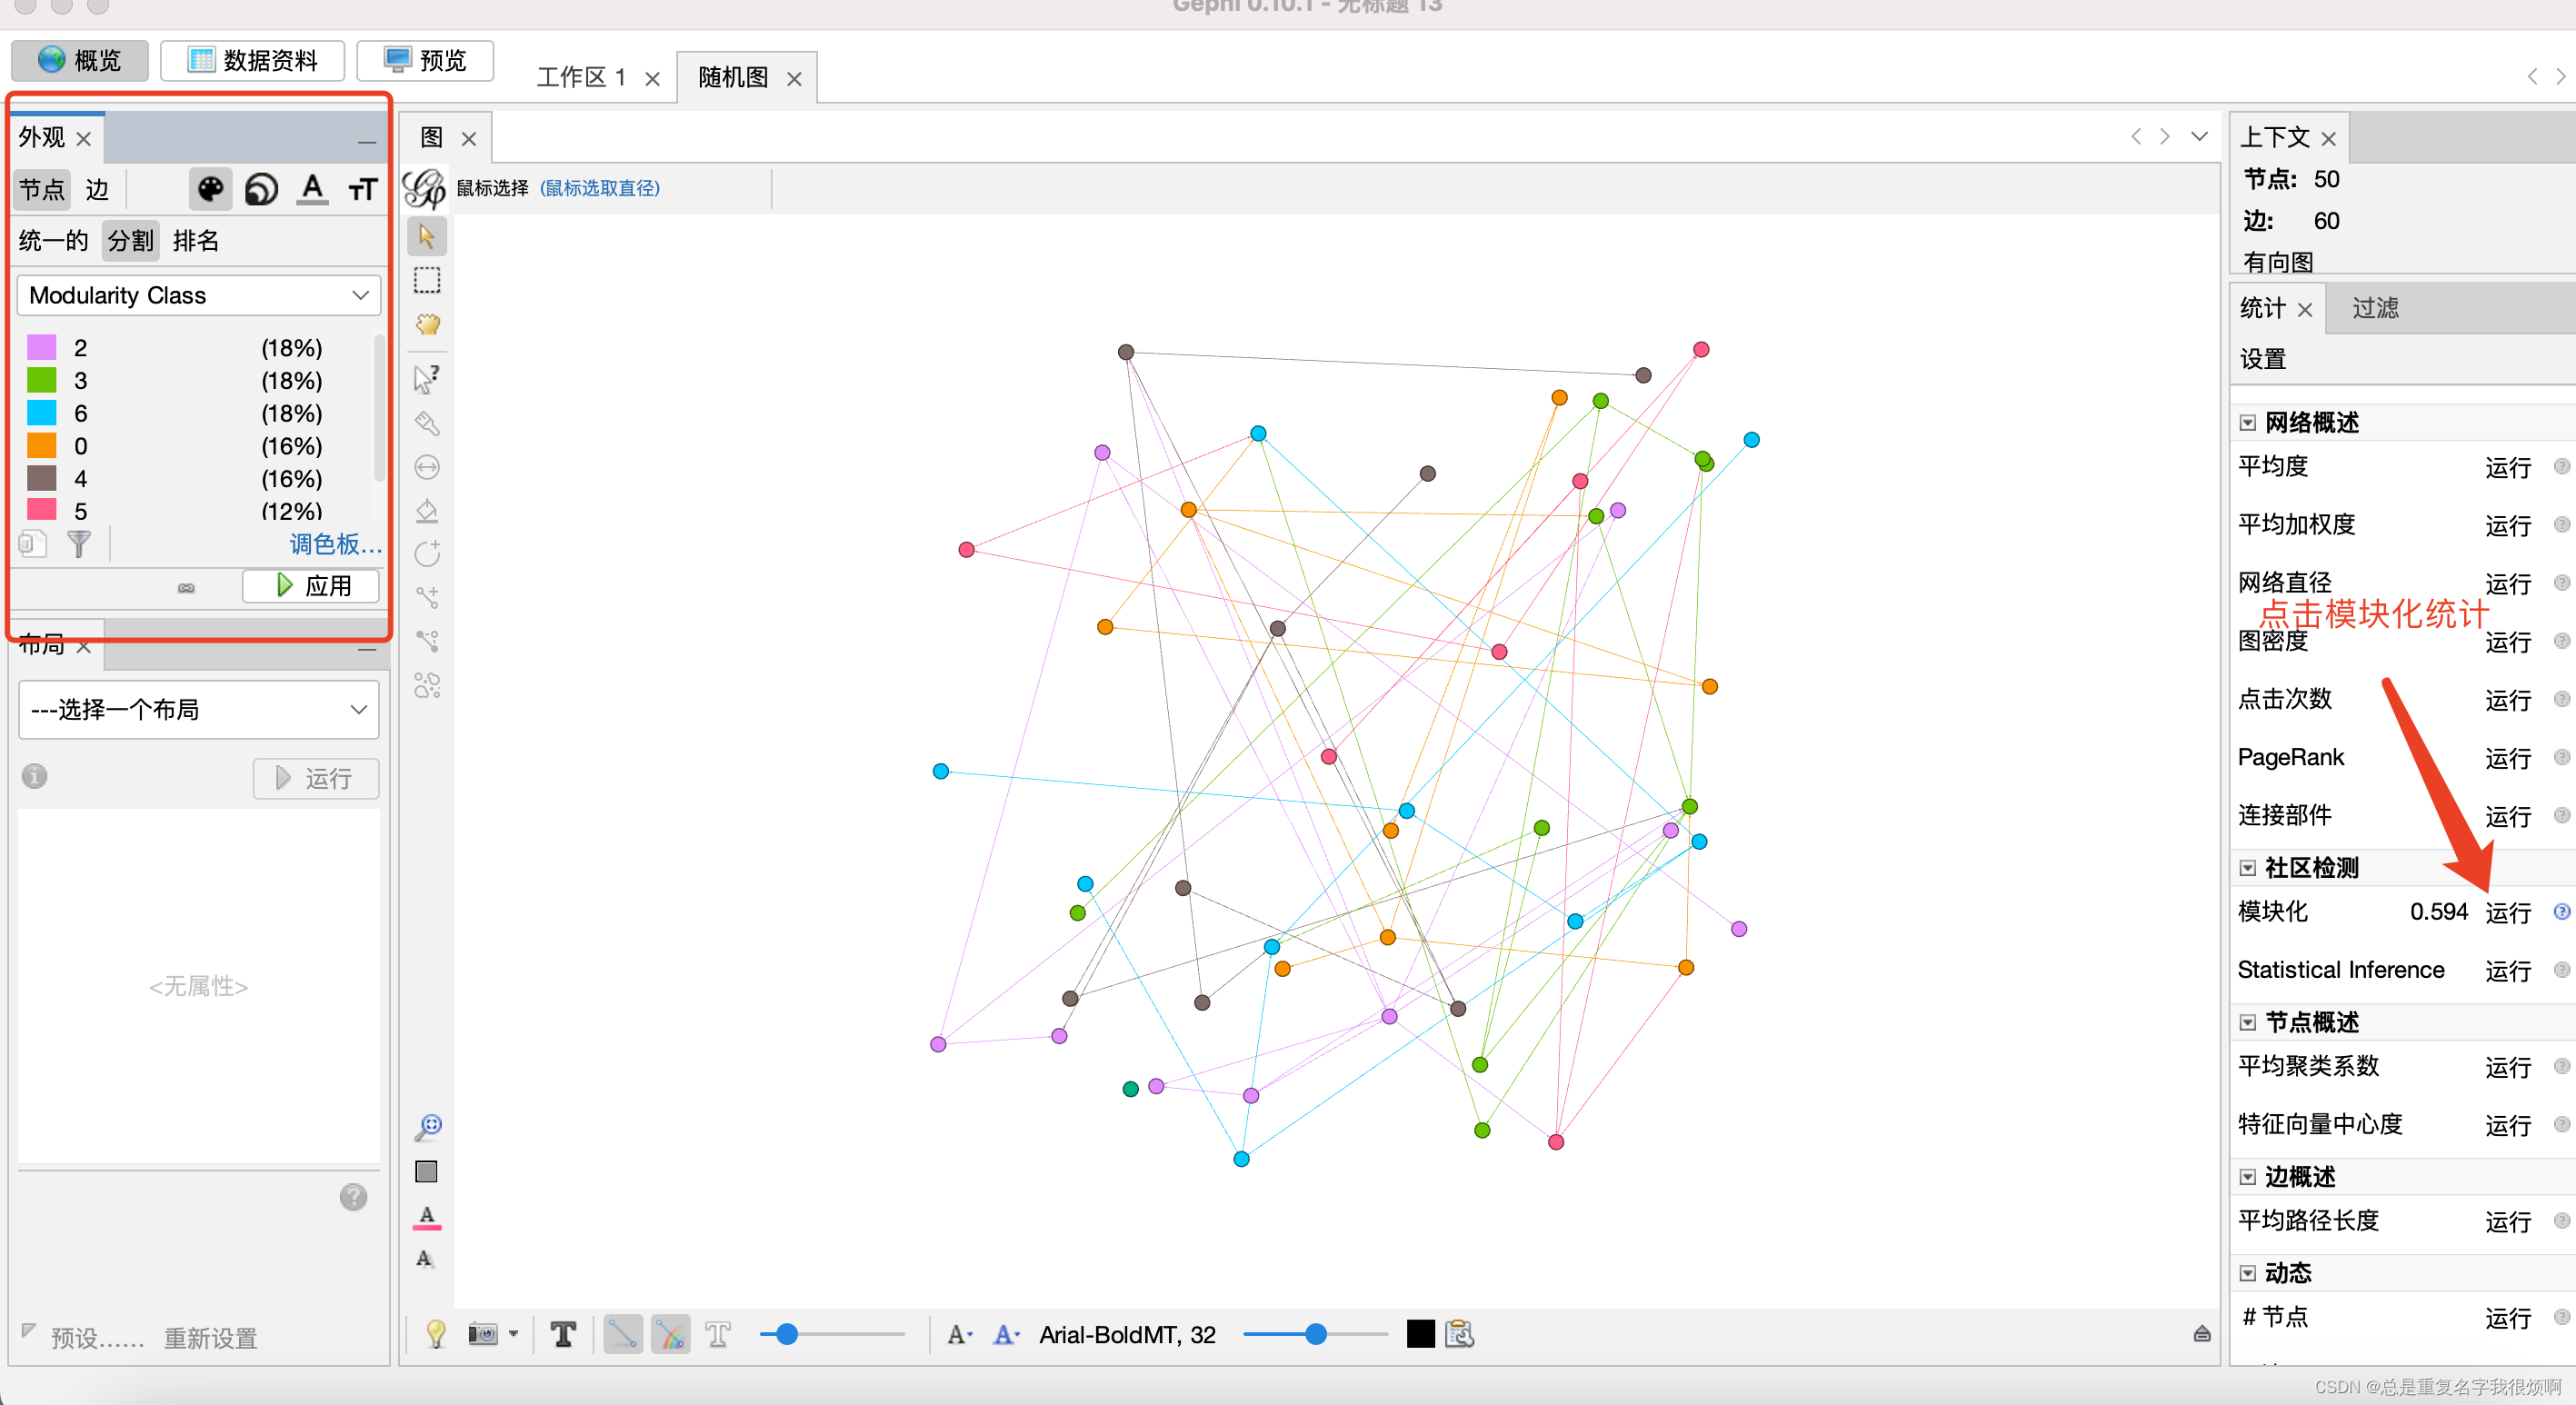 Gephi 0.10.1 - 无标题 13
概览 数据资料 预览
工作区 1 随机图
外观
节点 边
统一的 分割 排名
Modularity Class
2 (18%)
3 (18%)
6 (18%)
0 (16%)
4 (16%)
5 (12%)
调色板...
应用
布局
---选择一个布局
运行
<无属性>
预设...... 重新设置
图
鼠标选择 (鼠标选取直径)
Arial-BoldMT, 32
上下文
节点: 50
边: 60
有向图
统计 过滤
设置
网络概述
平均度 运行
平均加权度 运行
网络直径 运行
点击模块化统计
图密度 运行
点击次数 运行
PageRank 运行
连接部件 运行
社区检测
模块化 0.594 运行
Statistical Inference 运行
节点概述
平均聚类系数 运行
特征向量中心度 运行
边概述
平均路径长度 运行
动态
# 节点 运行
CSDN @总是重复名字我很烦啊